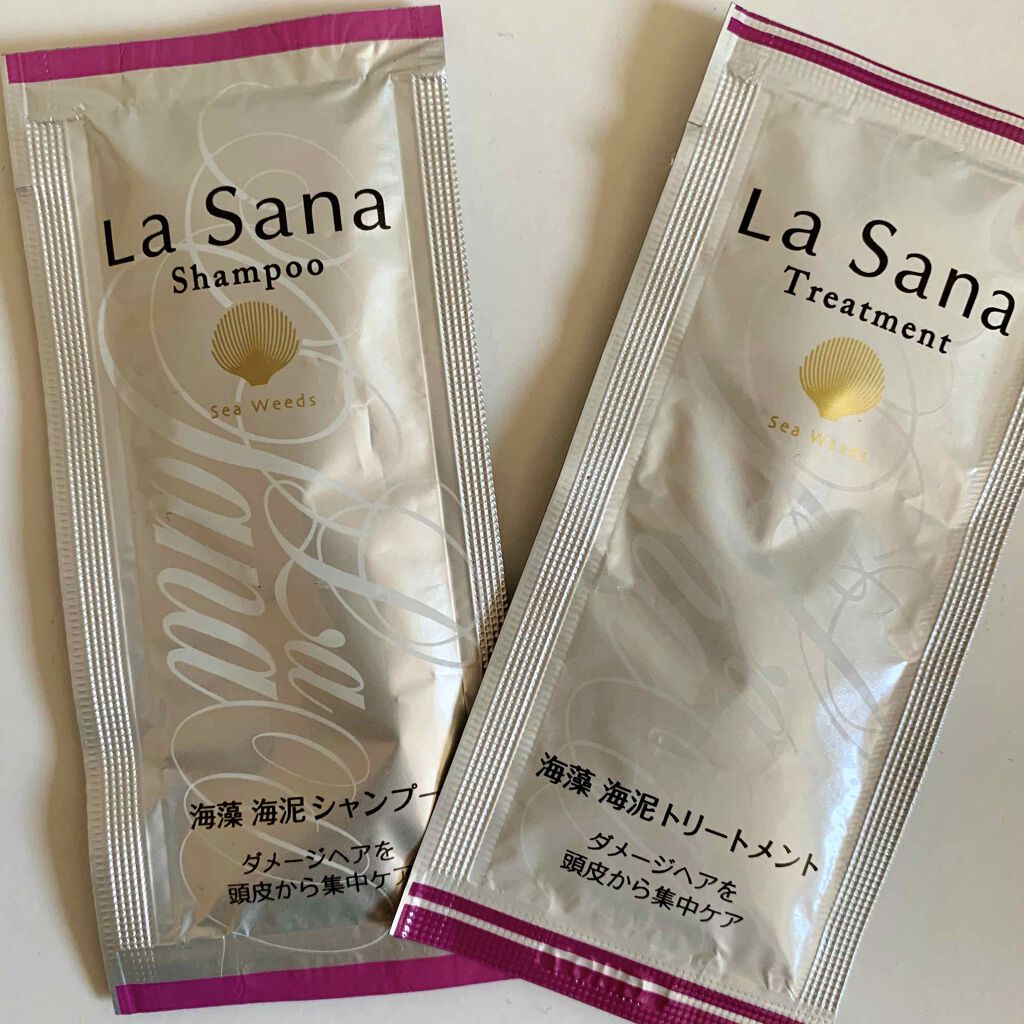 La Sana
Shampoo
Sea Weeds
La Sana
海藻 海泥シャンプー
ダメージヘアを
頭皮から集中ケア
La Sana
Treatment
Sea Weeds
海藻 海泥トリートメント
ダメージヘアを
頭皮から集中ケア